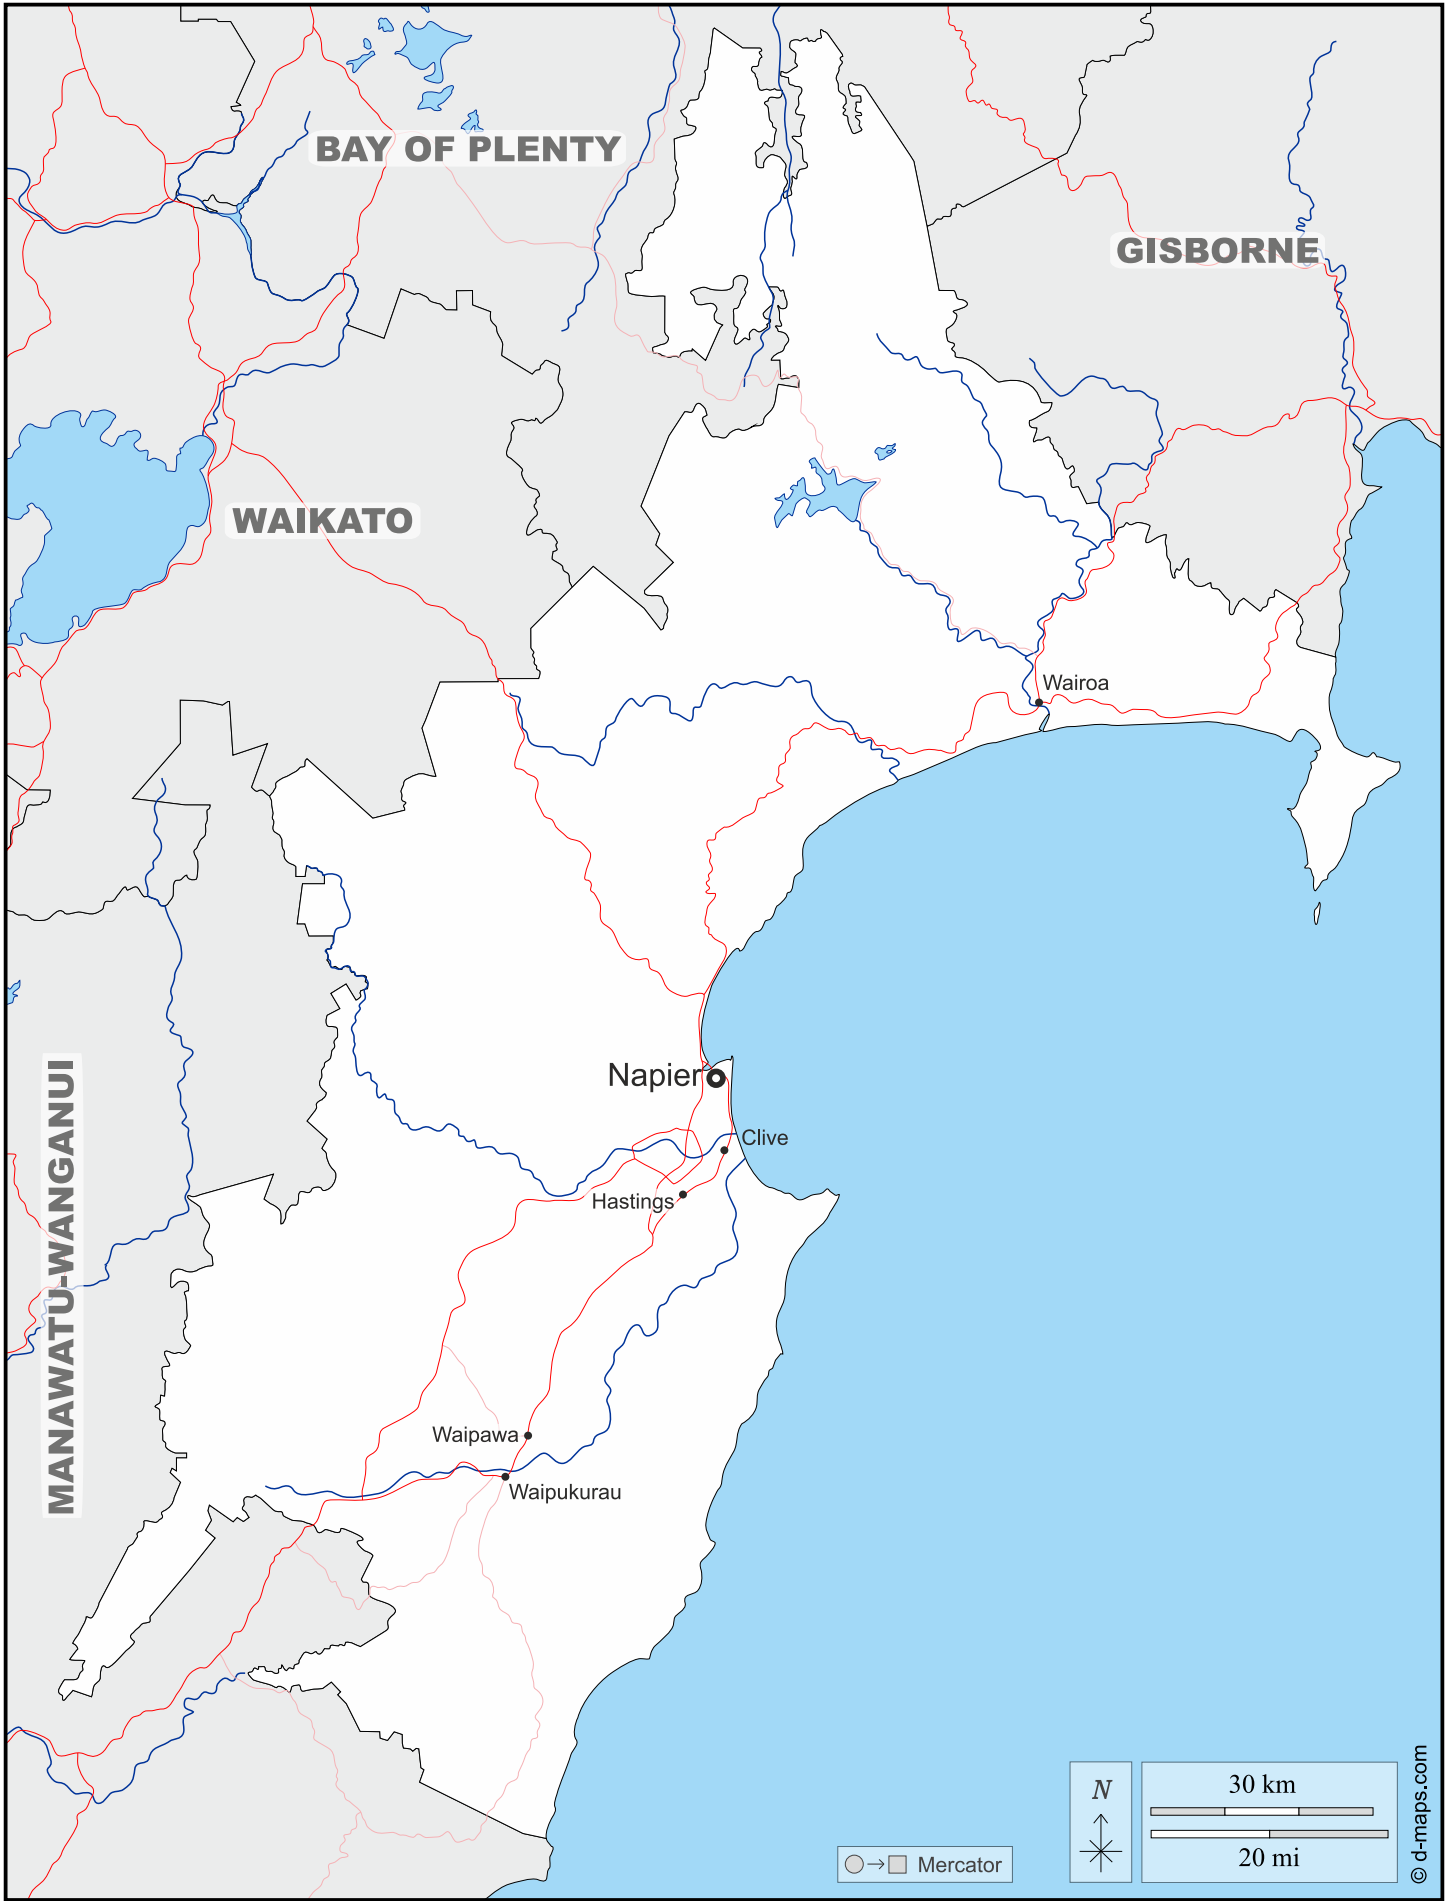 BAY OF PLENTY
GISBORNE
WAIKATO
Wairoa
MANAWATU-WANGANUI
Napier
Clive
Hastings
Waipawa
Waipukurau
N
30 km
20 mi
Mercator
© d-maps.com